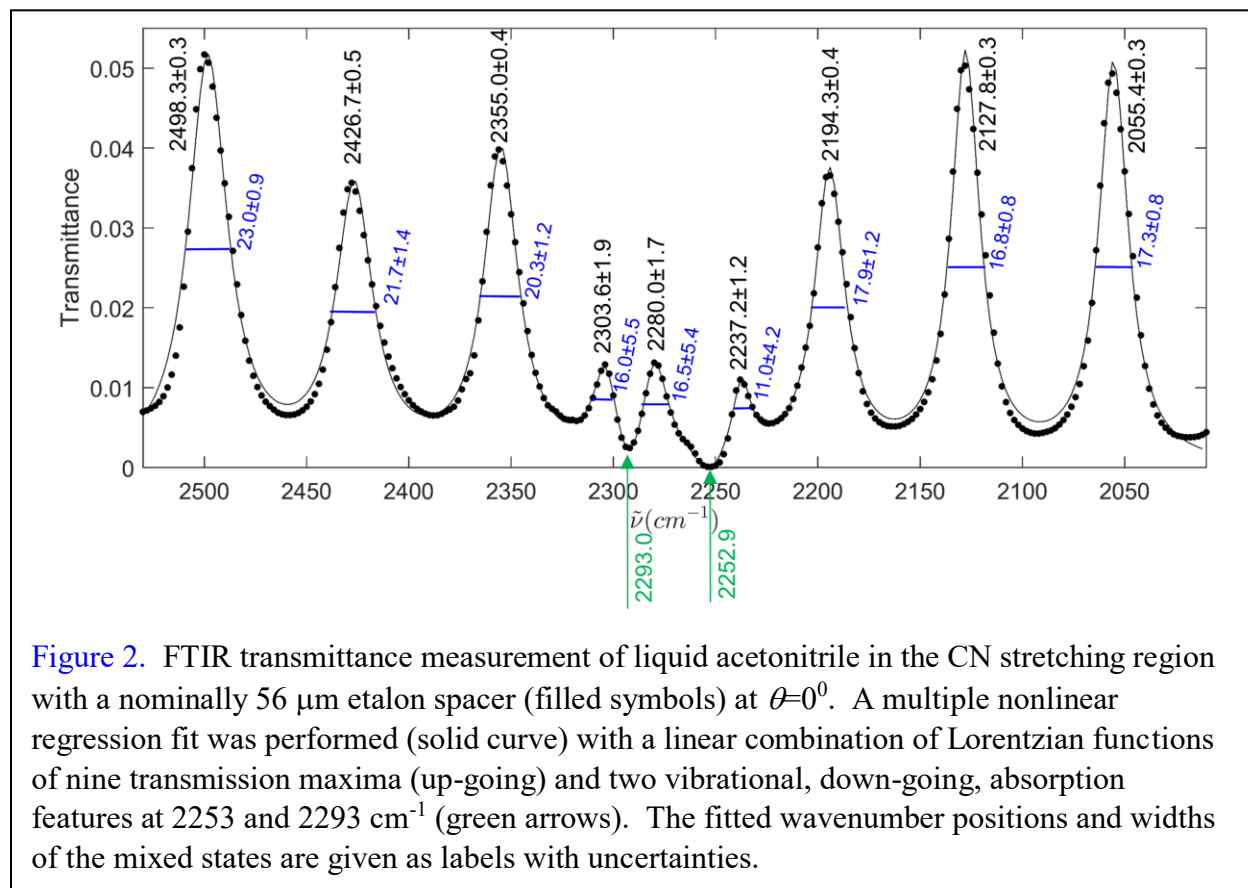 2498.3±0.3
2426.7±0.5
2355.0±0.4
2303.6±1.9
2280.0±1.7
2237.2±1.2
2194.3±0.4
2127.8±0.3
2055.4±0.3
23.0±0.9
21.7±1.4
20.3±1.2
16.0±5.5
16.5±5.4
11.0±4.2
17.9±1.2
16.8±0.8
17.3±0.8
Transmittance
0.05
0.04
0.03
0.02
0.01
0
2500 2450 2400 2350 2300 2250 2200 2150 2100 2050
ν̃(cm⁻¹)
2293.0
2252.9
Figure 2. FTIR transmittance measurement of liquid acetonitrile in the CN stretching region
with a nominally 56 μm etalon spacer (filled symbols) at θ=0⁰. A multiple nonlinear
regression fit was performed (solid curve) with a linear combination of Lorentzian functions
of nine transmission maxima (up-going) and two vibrational, down-going, absorption
features at 2253 and 2293 cm⁻¹ (green arrows). The fitted wavenumber positions and widths
of the mixed states are given as labels with uncertainties.